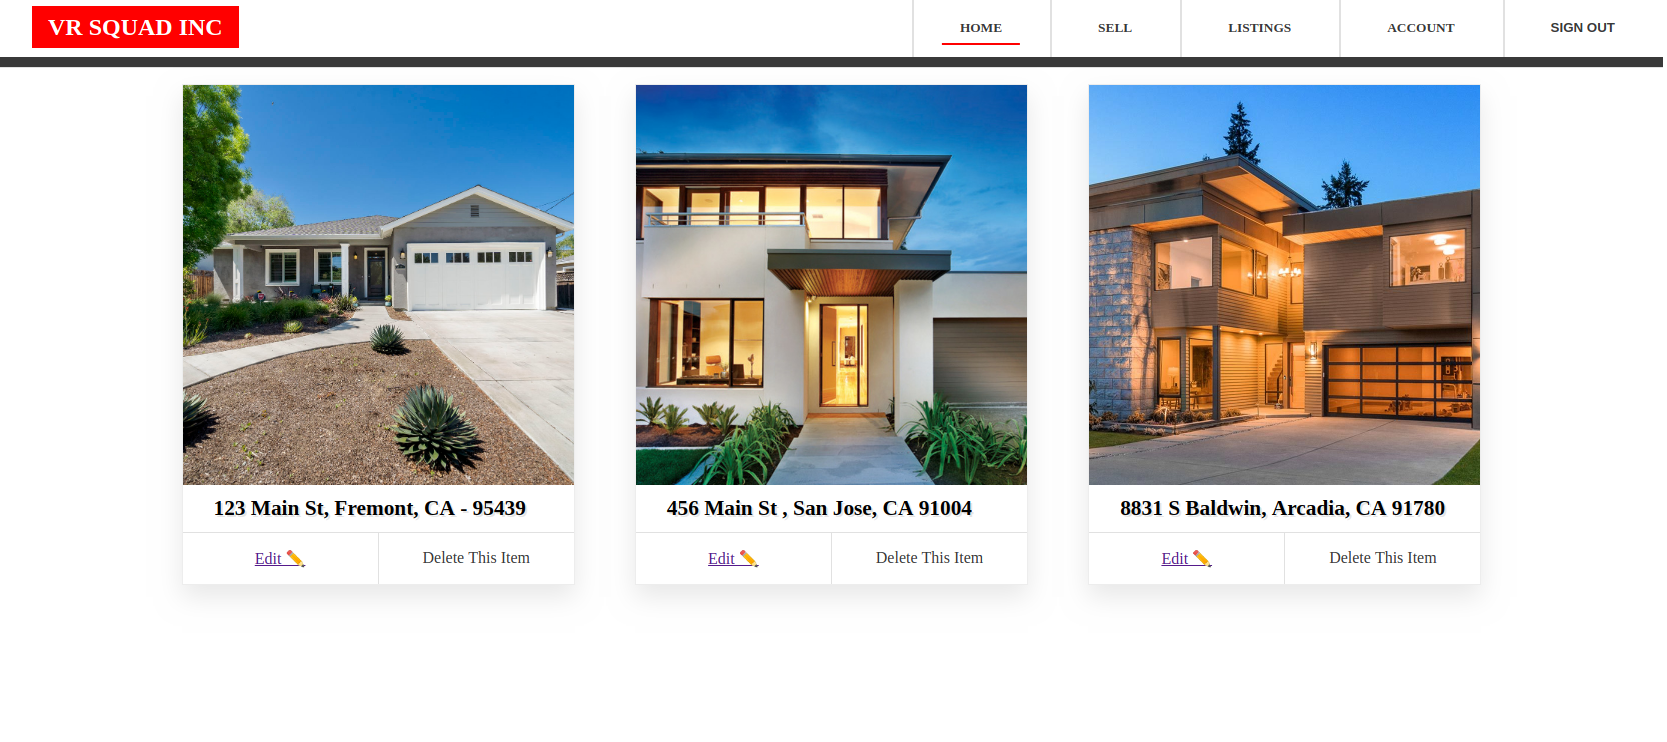 VR SQUAD INC
HOME
SELL
LISTINGS
ACCOUNT
SIGN OUT
123 Main St, Fremont, CA - 95439
456 Main St , San Jose, CA 91004
8831 S Baldwin, Arcadia, CA 91780
Edit ✏️
Delete This Item
Edit ✏️
Delete This Item
Edit ✏️
Delete This Item